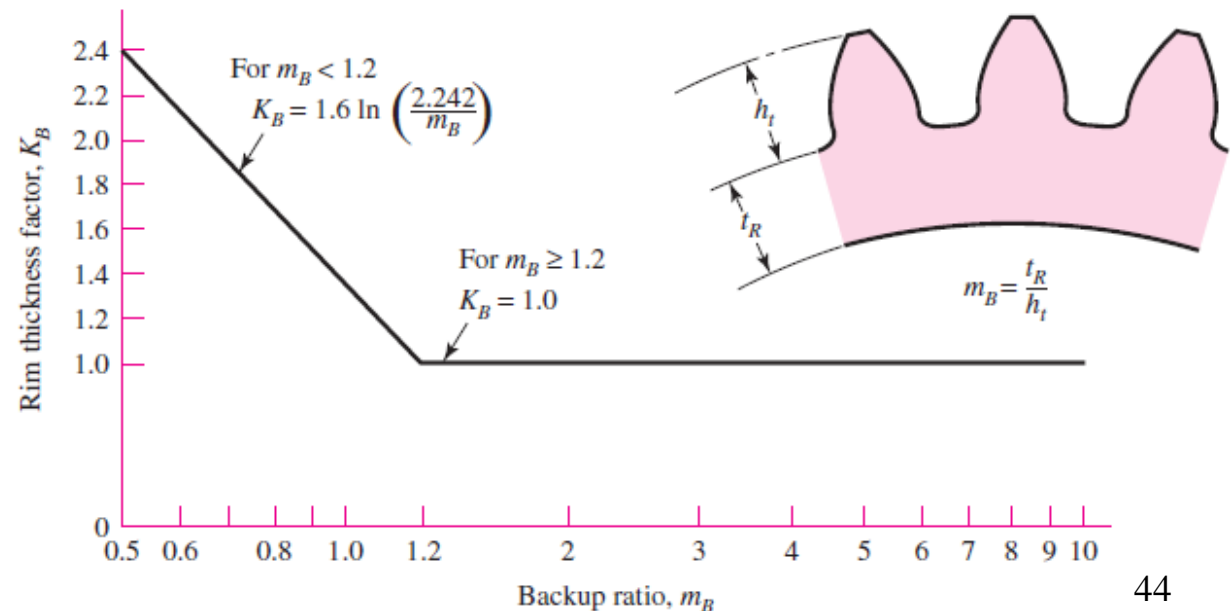 Rim thickness factor, K_B
2.4
2.2
2.0
1.8
1.6
1.4
1.2
1.0
0
For m_B < 1.2
K_B = 1.6 ln (2.242/m_B)
For m_B ≥ 1.2
K_B = 1.0
h_t
t_R
m_B = t_R/h_t
0.5 0.6 0.8 1.0 1.2 2 3 4 5 6 7 8 9 10
Backup ratio, m_B
44